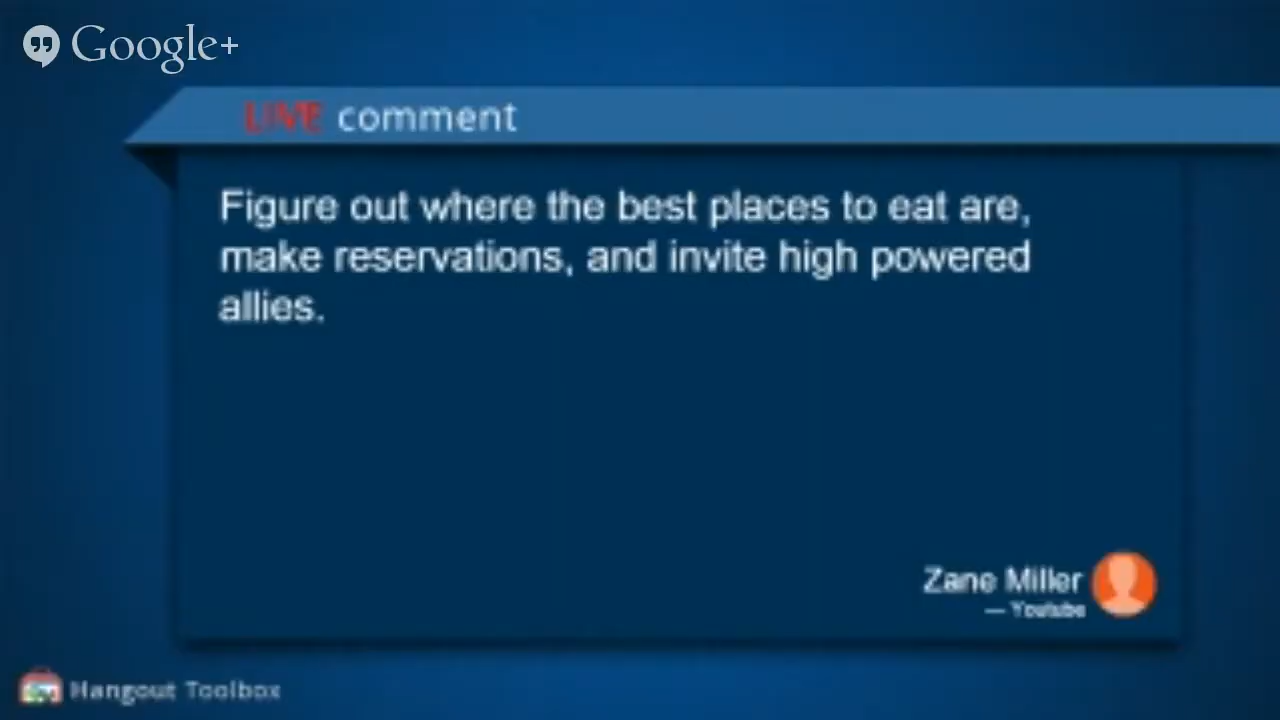 Google+
LIVE comment
Figure out where the best places to eat are,
make reservations, and invite high powered
allies.
Zane Miller
— Youtube
Hangout Toolbox